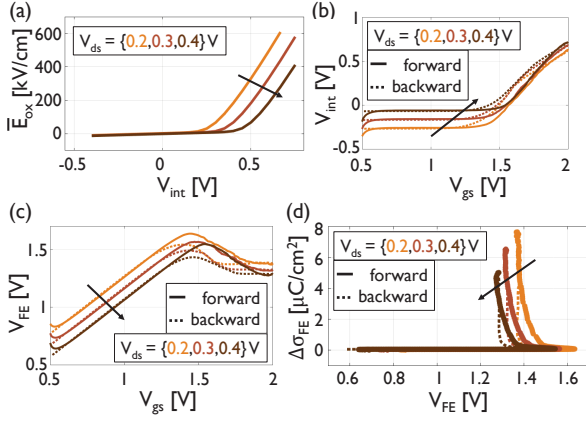 (a)
V_ds = {0.2,0.3,0.4} V
E̅_ox [kV/cm]
600
400
200
0
-0.5
0
0.5
V_int [V]
(b)
V_ds = {0.2,0.3,0.4} V
forward
backward
V_int [V]
1
0.5
0
-0.5
0.5
1
1.5
2
V_gs [V]
(c)
V_FE [V]
1.5
1
0.5
forward
backward
V_ds = {0.2,0.3,0.4} V
0.5
1
1.5
2
V_gs [V]
(d)
V_ds = {0.2,0.3,0.4} V
forward
backward
Δσ_FE [μC/cm²]
8
6
4
2
0
0.6
0.8
1
1.2
1.4
1.6
V_FE [V]